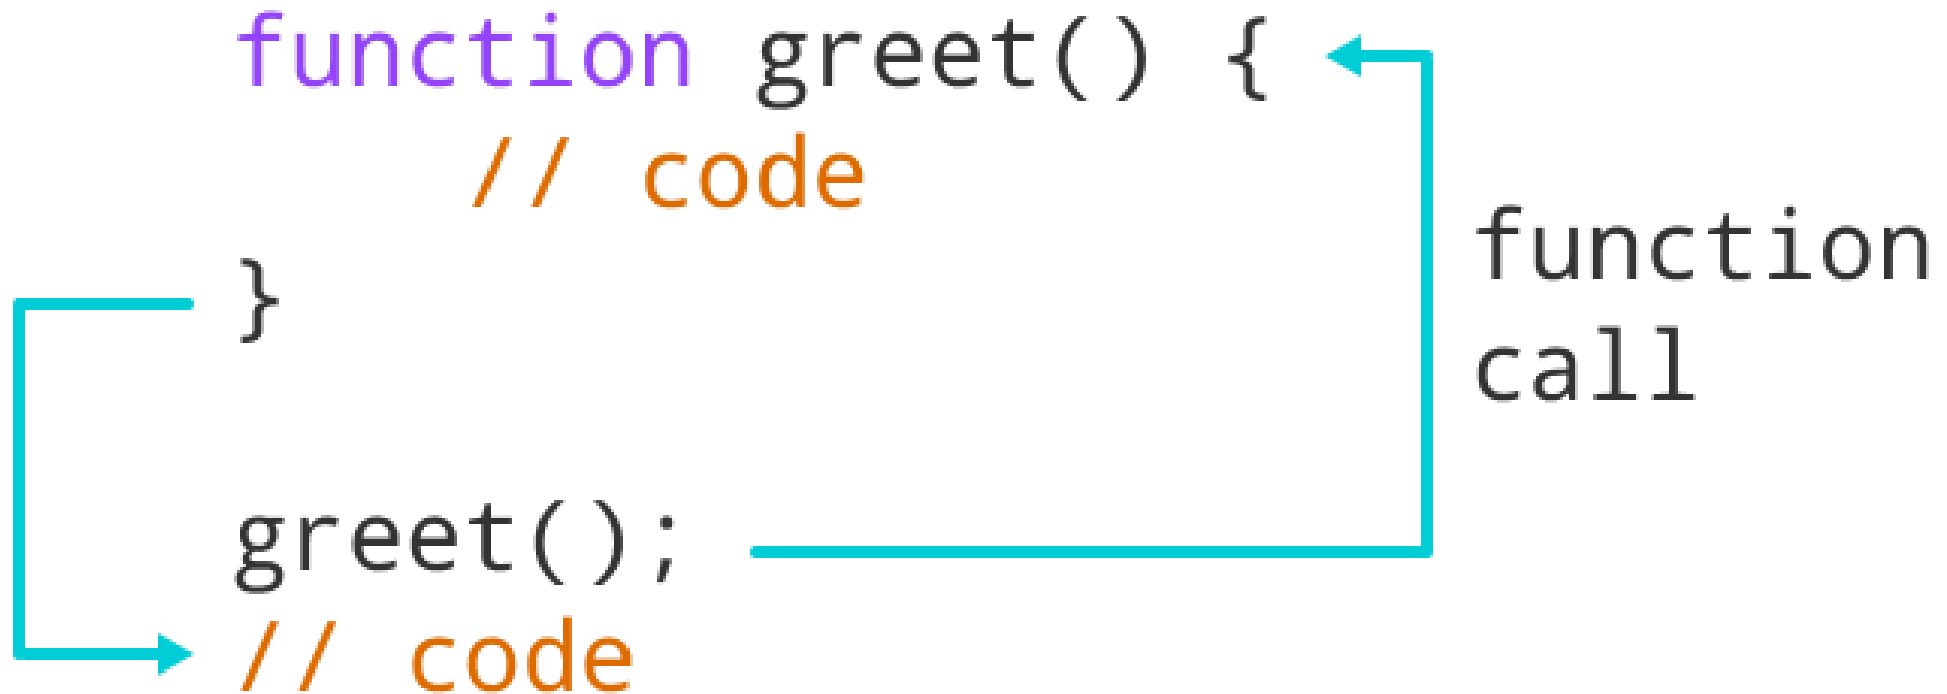 function greet() {
// code
}
function
call
greet();
// code